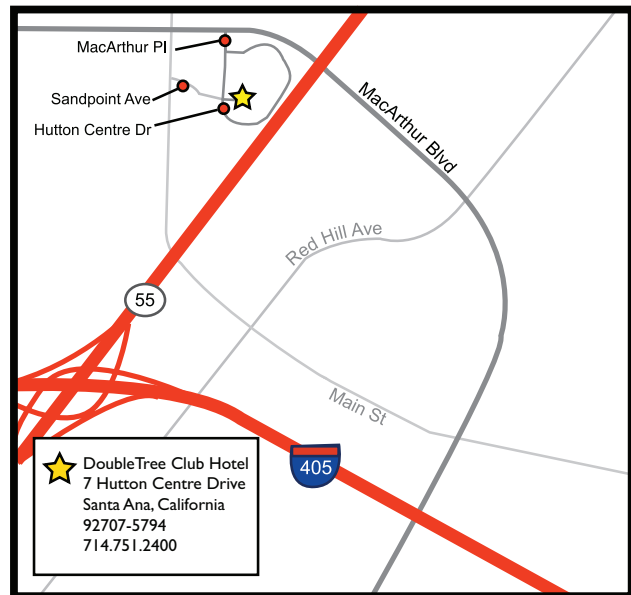 MacArthur Pl
Sandpoint Ave
Hutton Centre Dr
MacArthur Blvd
Red Hill Ave
55
Main St
405
DoubleTree Club Hotel
7 Hutton Centre Drive
Santa Ana, California
92707-5794
714.751.2400